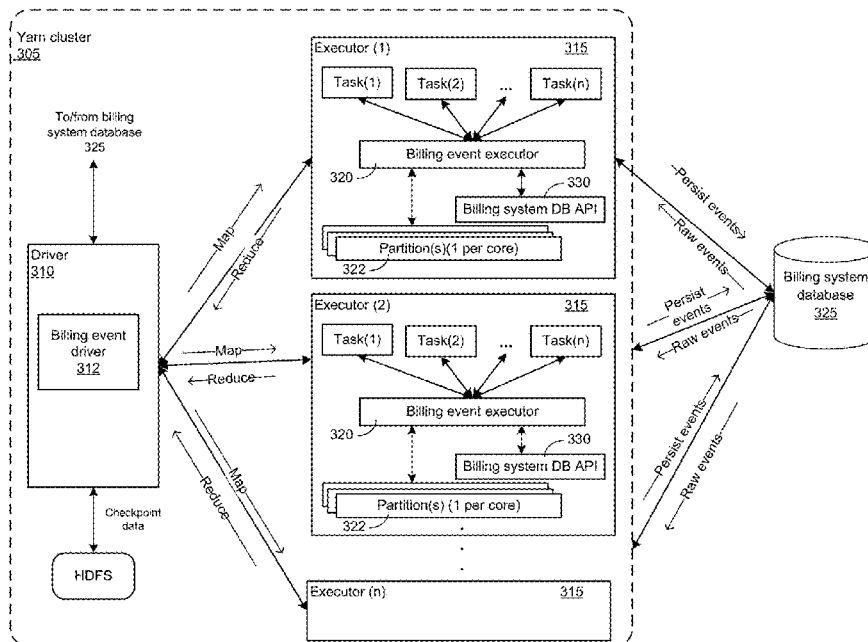 Yarn cluster
305
To/from billing
system database
325
Driver
310
Billing event
driver
312
Checkpoint
data
HDFS
Map
Reduce
Map
Reduce
Map
Reduce
Executor (1)
315
Task(1)
Task(2)
...
Task(n)
Billing event executor
320
330
Billing system DB API
Partition(s)(1 per core)
322
Executor (2)
315
Task(1)
Task(2)
...
Task(n)
Billing event executor
320
330
Billing system DB API
Partition(s) (1 per core)
322
Executor (n)
315
Persist events
Raw events
Persist
events
Raw events
Persist events
Raw events
Billing system
database
325